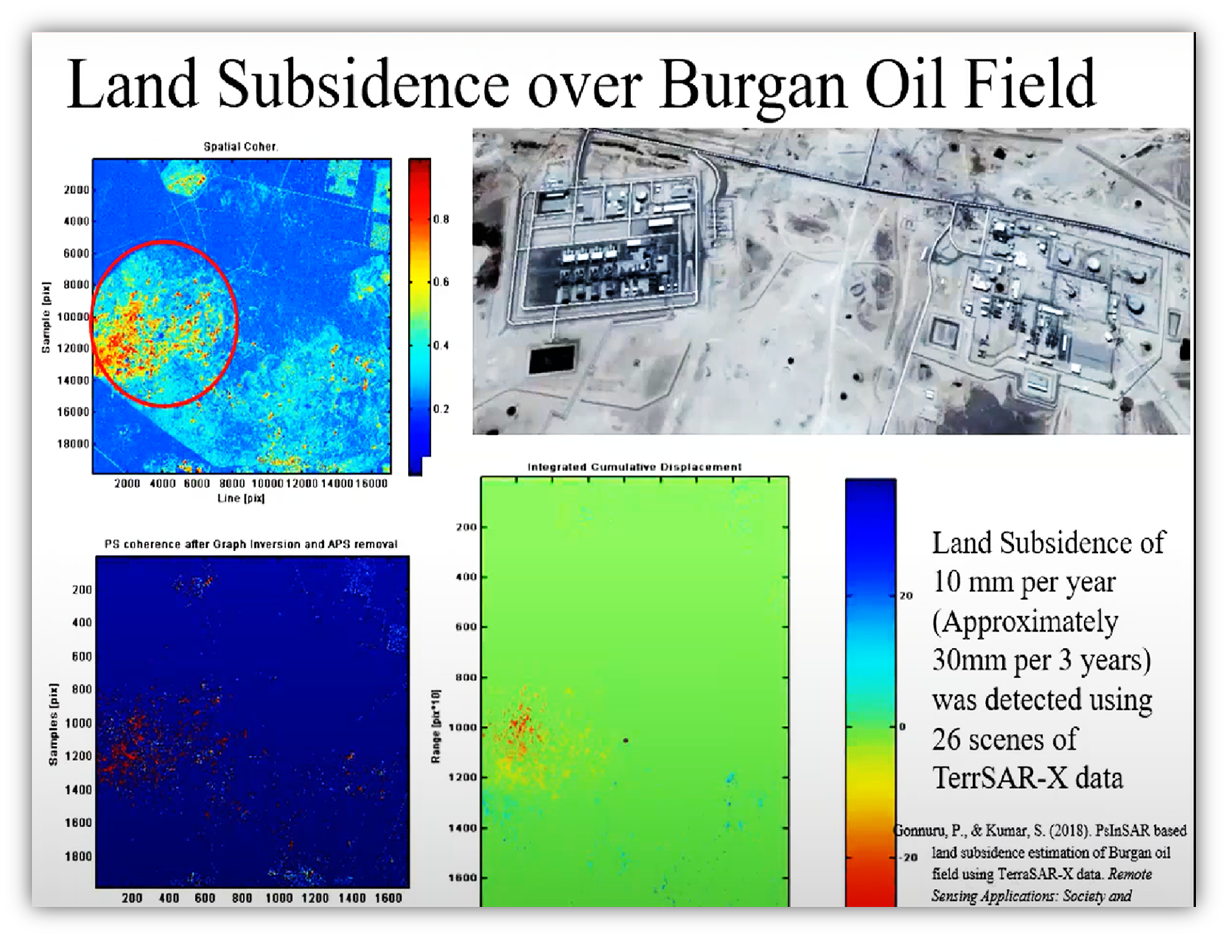 Land Subsidence over Burgan Oil Field
Spatial Coher.
2000
4000
6000
8000
10000
12000
14000
16000
18000
Sample [pix]
2000 4000 6000 8000 10000 12000 14000 16000
Line [pix]
0.8
0.6
0.4
0.2
PS coherence after Graph Inversion and APS removal
200
400
600
800
1000
1200
1400
1600
1800
Samples [pix]
200 400 600 800 1000 1200 1400 1600
Integrated Cumulative Displacement
200
400
600
800
1000
1200
1400
1600
Range [pix*10]
20
0
-20
Land Subsidence of
10 mm per year
(Approximately
30mm per 3 years)
was detected using
26 scenes of
TerrSAR-X data
Gonnuru, P., & Kumar, S. (2018). PsInSAR based
land subsidence estimation of Burgan oil
field using TerraSAR-X data. Remote
Sensing Applications: Society and